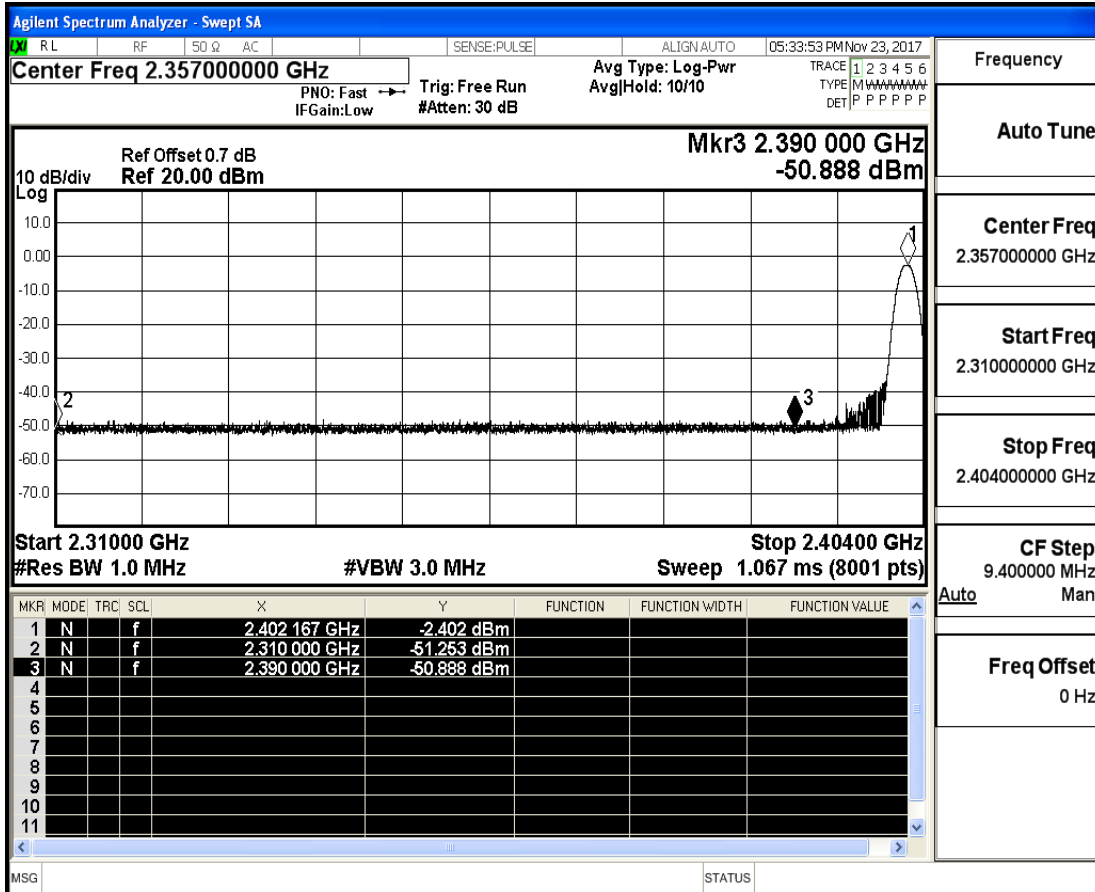 Agilent Spectrum Analyzer - Swept SA
LXI RL RF 50 Ω AC SENSE:PULSE ALIGN AUTO 05:33:53 PM Nov 23, 2017
Center Freq 2.357000000 GHz
PNO: Fast
IFGain:Low
Trig: Free Run
#Atten: 30 dB
Avg Type: Log-Pwr
Avg|Hold: 10/10
TRACE 1 2 3 4 5 6
TYPE M
DET P P P P P P
Mkr3 2.390 000 GHz
-50.888 dBm
Ref Offset 0.7 dB
10 dB/div Ref 20.00 dBm
Log
10.0
0.00
-10.0
-20.0
-30.0
-40.0
-50.0
-60.0
-70.0
1
2
3
Start 2.31000 GHz Stop 2.40400 GHz
#Res BW 1.0 MHz #VBW 3.0 MHz Sweep 1.067 ms (8001 pts)
MKR MODE TRC SCL X Y FUNCTION FUNCTION WIDTH FUNCTION VALUE
1 N f 2.402 167 GHz -2.402 dBm
2 N f 2.310 000 GHz -51.253 dBm
3 N f 2.390 000 GHz -50.888 dBm
4
5
6
7
8
9
10
11
MSG STATUS
Frequency
Auto Tune
Center Freq
2.357000000 GHz
Start Freq
2.310000000 GHz
Stop Freq
2.404000000 GHz
CF Step
9.400000 MHz
Auto Man
Freq Offset
0 Hz